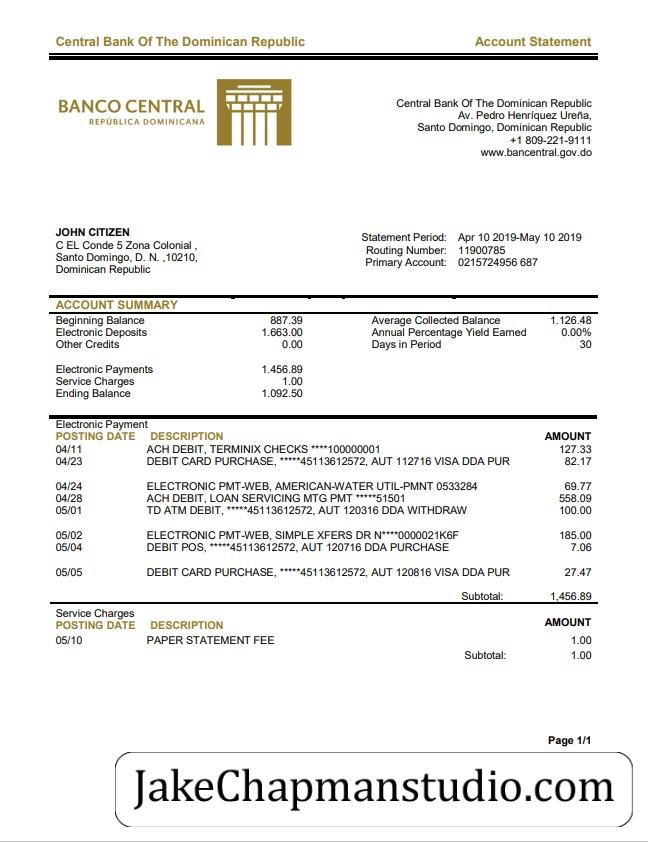 Central Bank Of The Dominican Republic Account Statement
BANCO CENTRAL
REPÚBLICA DOMINICANA
Central Bank Of The Dominican Republic
Av. Pedro Henríquez Ureña,
Santo Domingo, Dominican Republic
+1 809-221-9111
www.bancentral.gov.do
JOHN CITIZEN
C EL Conde 5 Zona Colonial ,
Santo Domingo, D. N. ,10210,
Dominican Republic
Statement Period: Apr 10 2019-May 10 2019
Routing Number: 11900785
Primary Account: 0215724956 687
ACCOUNT SUMMARY
Beginning Balance 887.39 Average Collected Balance 1.126.48
Electronic Deposits 1.663.00 Annual Percentage Yield Earned 0.00%
Other Credits 0.00 Days in Period 30
Electronic Payments 1.456.89
Service Charges 1.00
Ending Balance 1.092.50
Electronic Payment
POSTING DATE DESCRIPTION AMOUNT
04/11 ACH DEBIT, TERMINIX CHECKS ****100000001 127.33
04/23 DEBIT CARD PURCHASE, *****45113612572, AUT 112716 VISA DDA PUR 82.17
04/24 ELECTRONIC PMT-WEB, AMERICAN-WATER UTIL-PMNT 0533284 69.77
04/28 ACH DEBIT, LOAN SERVICING MTG PMT *****51501 558.09
05/01 TD ATM DEBIT, *****45113612572, AUT 120316 DDA WITHDRAW 100.00
05/02 ELECTRONIC PMT-WEB, SIMPLE XFERS DR N****0000021K6F 185.00
05/04 DEBIT POS, *****45113612572, AUT 120716 DDA PURCHASE 7.06
05/05 DEBIT CARD PURCHASE, *****45113612572, AUT 120816 VISA DDA PUR 27.47
Subtotal: 1,456.89
Service Charges
POSTING DATE DESCRIPTION AMOUNT
05/10 PAPER STATEMENT FEE 1.00
Subtotal: 1.00
Page 1/1
JakeChapmanstudio.com